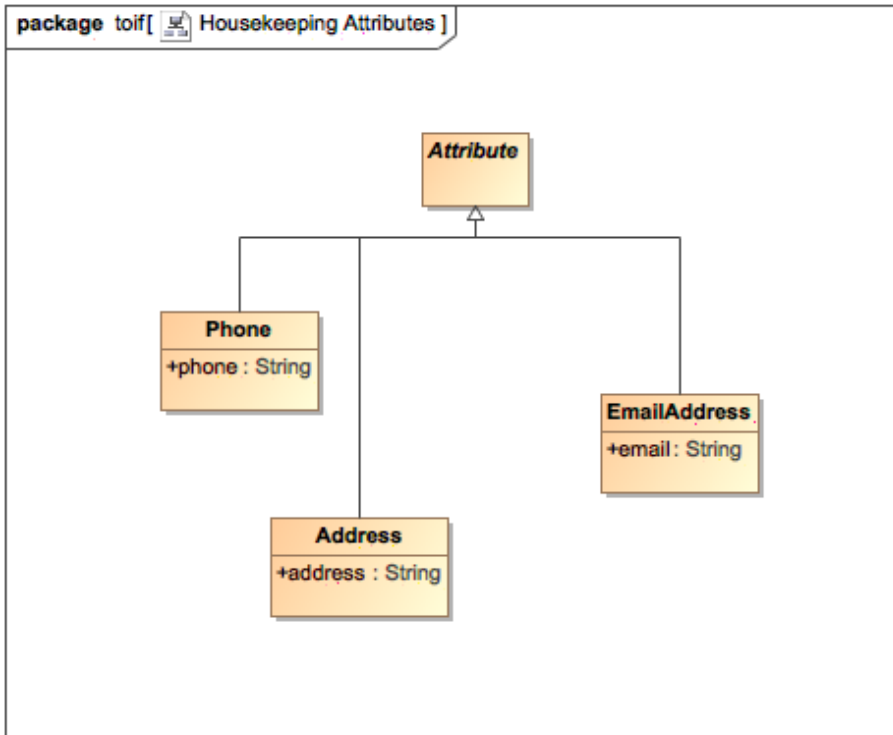 package toif[ Housekeeping Attributes ]
Attribute
Phone
+phone : String
EmailAddress
+email : String
Address
+address : String